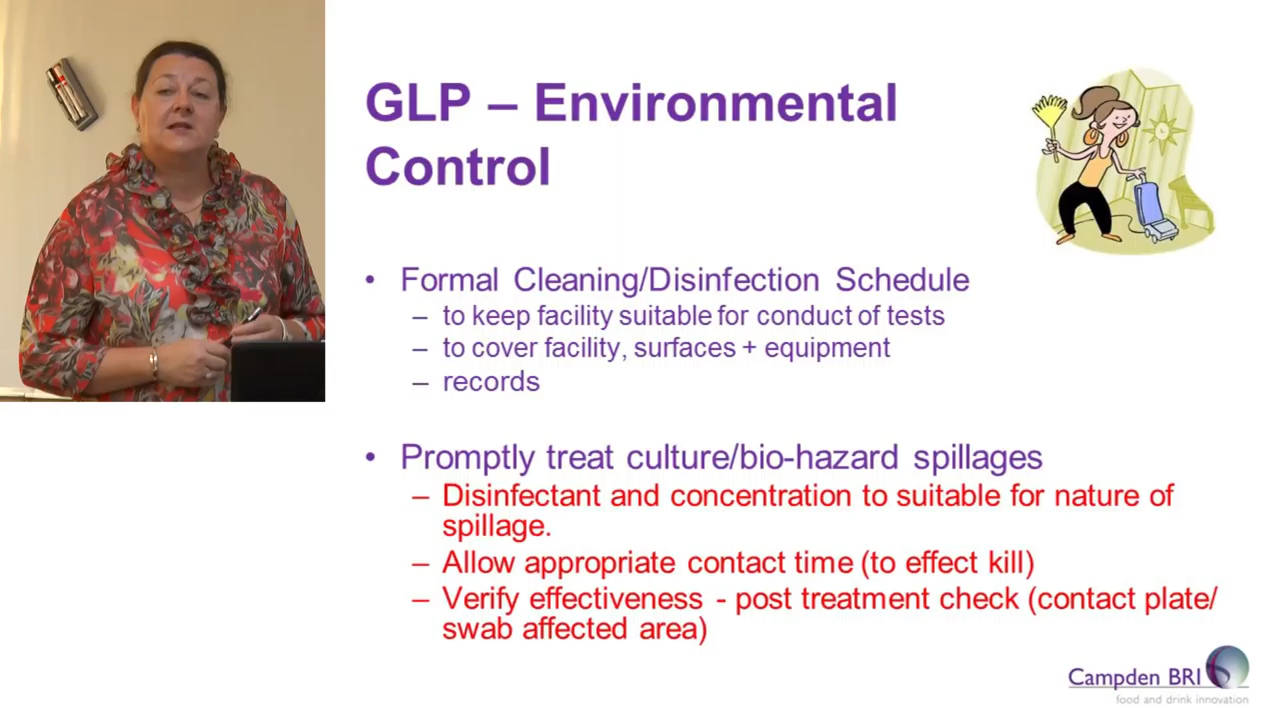 GLP – Environmental
Control
• Formal Cleaning/Disinfection Schedule
– to keep facility suitable for conduct of tests
– to cover facility, surfaces + equipment
– records
• Promptly treat culture/bio-hazard spillages
– Disinfectant and concentration to suitable for nature of
spillage.
– Allow appropriate contact time (to effect kill)
– Verify effectiveness - post treatment check (contact plate/
swab affected area)
Campden BRI
food and drink innovation